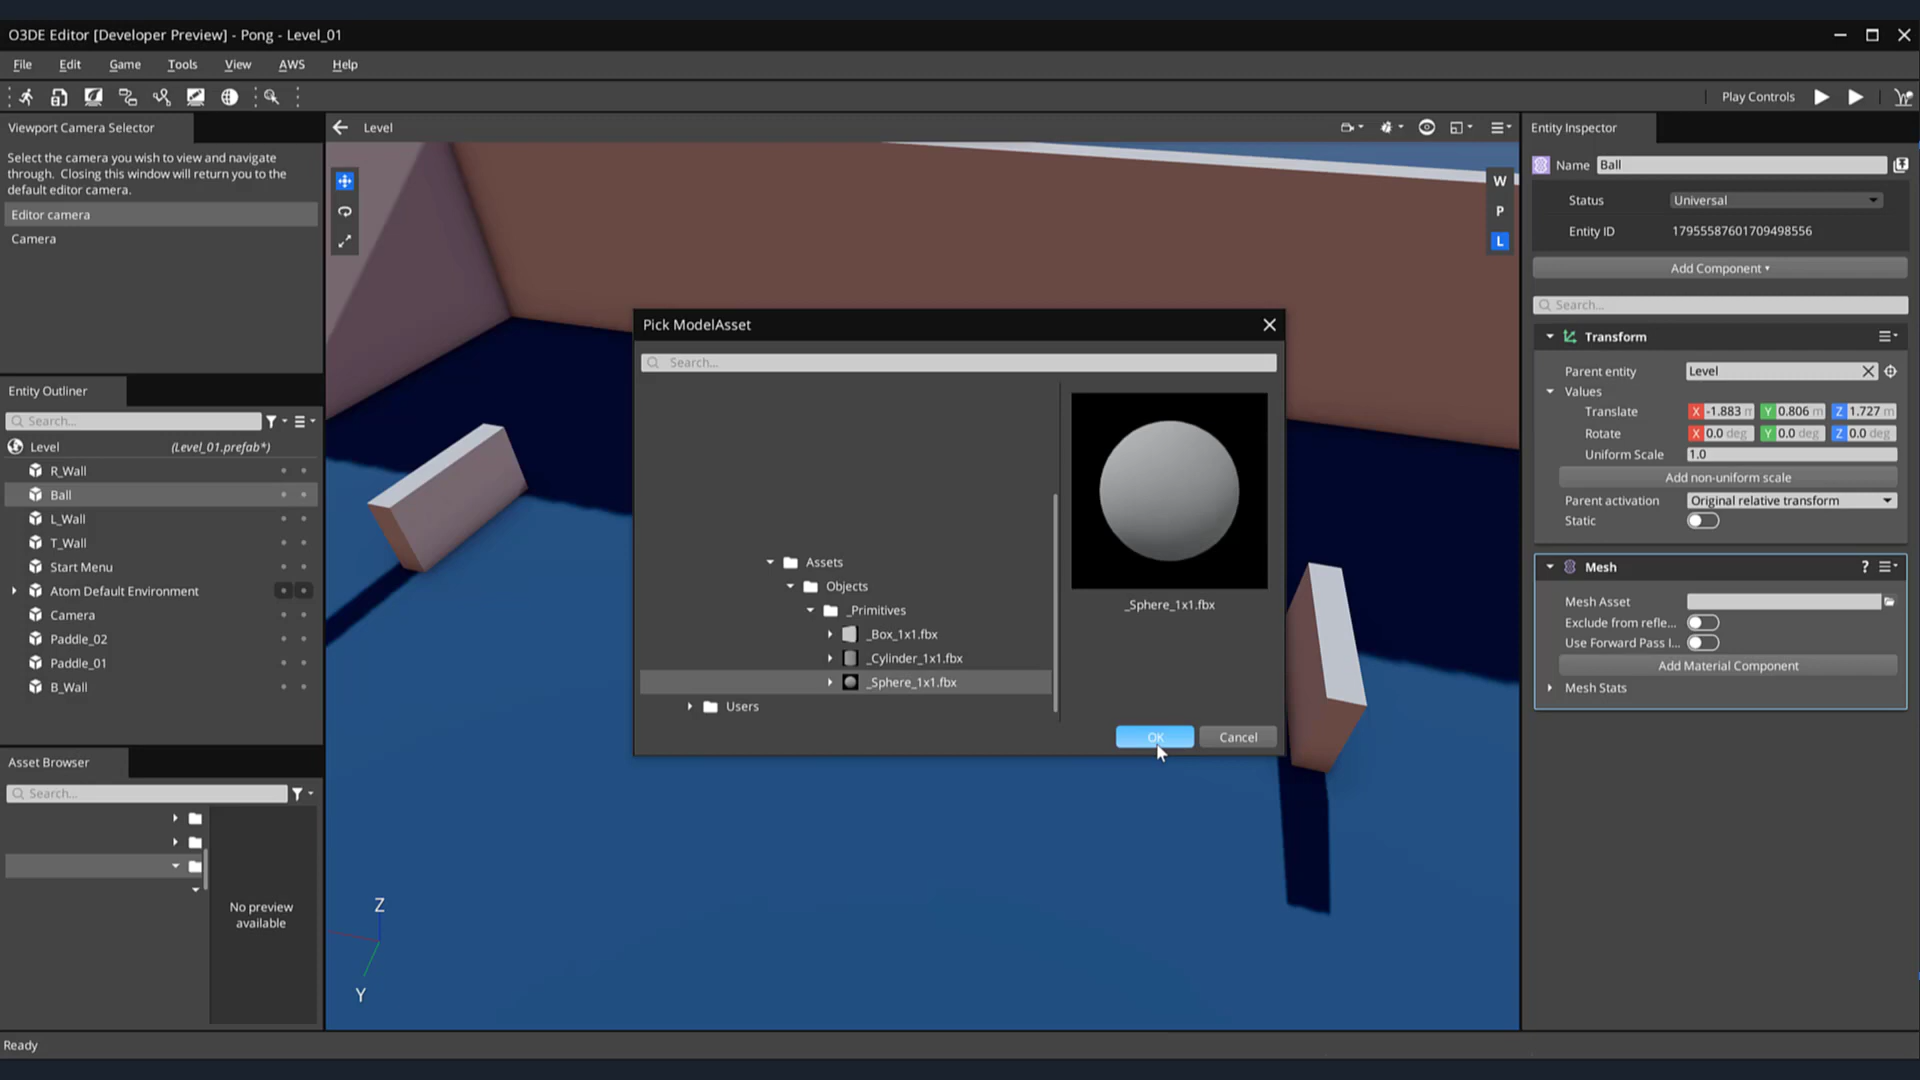 O3DE Editor [Developer Preview] - Pong - Level_01
File Edit Game Tools View AWS Help
Play Controls
Viewport Camera Selector
Select the camera you wish to view and navigate
through. Closing this window will return you to the
default editor camera.
Editor camera
Camera
Entity Outliner
Search...
Level (Level_01.prefab*)
R_Wall
Ball
L_Wall
T_Wall
Start Menu
Atom Default Environment
Camera
Paddle_02
Paddle_01
B_Wall
Asset Browser
Search...
No preview
available
Ready
Level
W
P
L
Z
Y
Pick ModelAsset
Search...
Assets
Objects
_Primitives
_Box_1x1.fbx
_Cylinder_1x1.fbx
_Sphere_1x1.fbx
Users
_Sphere_1x1.fbx
OK Cancel
Entity Inspector
Name Ball
Status Universal
Entity ID 17955587601709498556
Add Component
Search...
Transform
Parent entity Level
Values
Translate X -1.883 m Y 0.806 m Z 1.727 m
Rotate X 0.0 deg Y 0.0 deg Z 0.0 deg
Uniform Scale 1.0
Add non-uniform scale
Parent activation Original relative transform
Static
Mesh ?
Mesh Asset
Exclude from refle...
Use Forward Pass I...
Add Material Component
Mesh Stats